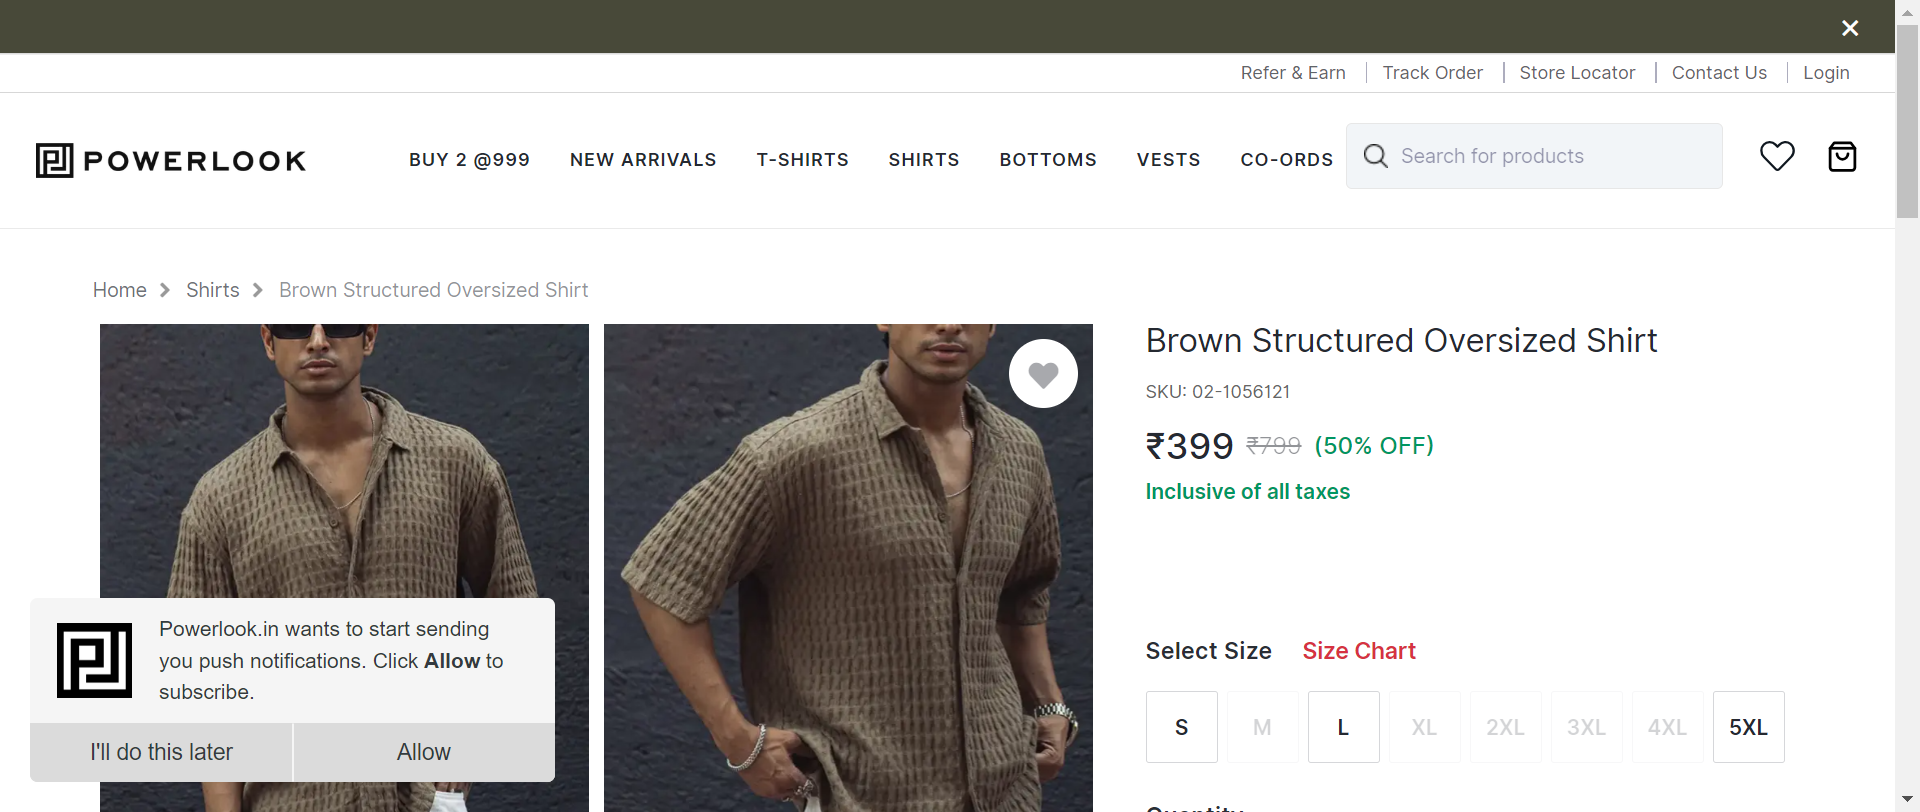 Refer & Earn
Track Order
Store Locator
Contact Us
Login
POWERLOOK
BUY 2 @999
NEW ARRIVALS
T-SHIRTS
SHIRTS
BOTTOMS
VESTS
CO-ORDS
Search for products
Home
Shirts
Brown Structured Oversized Shirt
Brown Structured Oversized Shirt
SKU: 02-1056121
₹399 ₹799 (50% OFF)
Inclusive of all taxes
Select Size
Size Chart
S
M
L
XL
2XL
3XL
4XL
5XL
Quantity
Powerlook.in wants to start sending
you push notifications. Click Allow to
subscribe.
I'll do this later
Allow